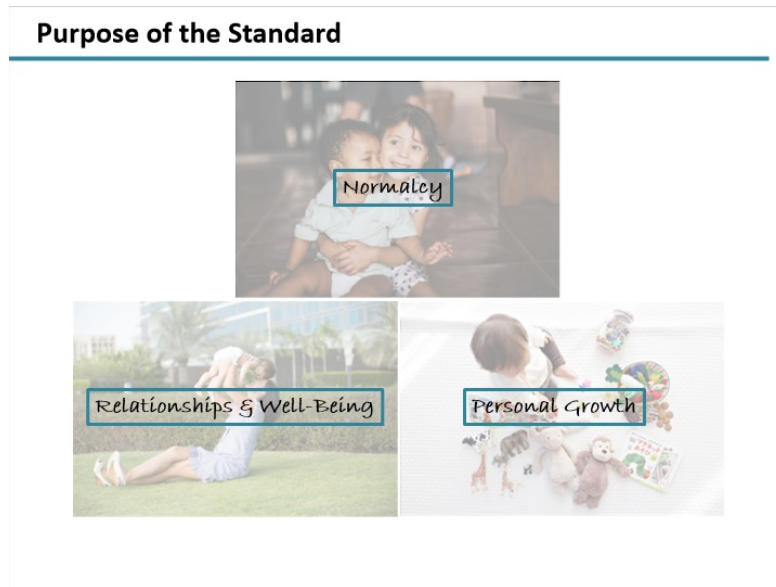 Purpose of the Standard
Normalcy
Relationships & Well-Being
Personal Growth